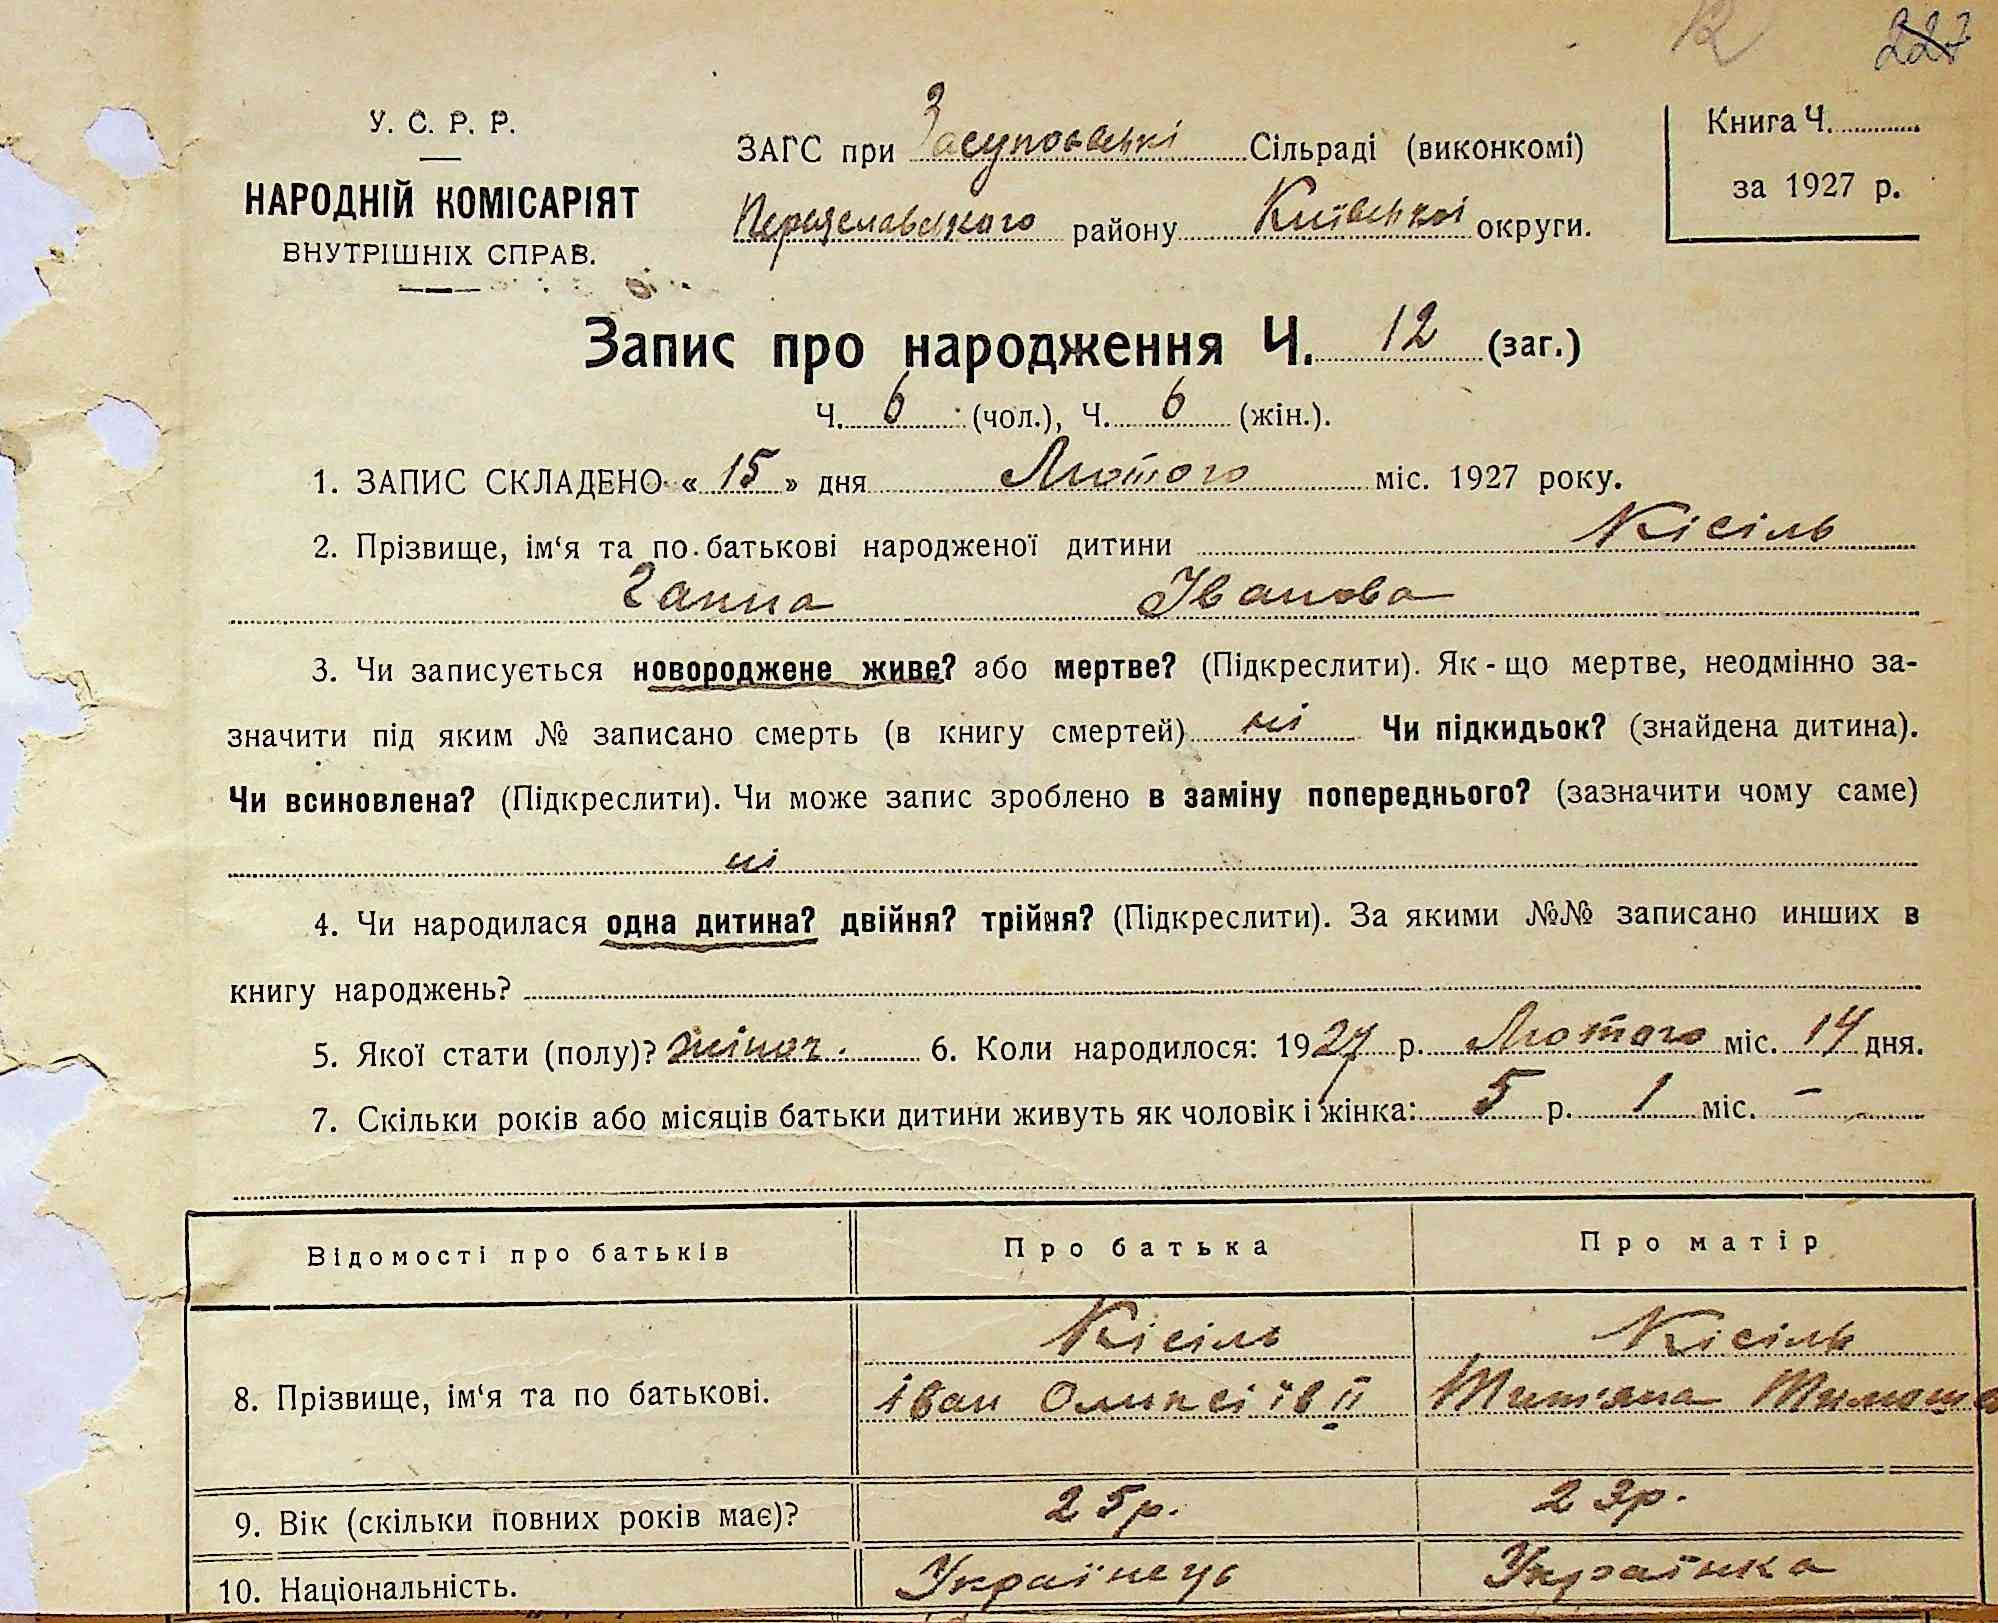 227
У. С. Р. Р.
НАРОДНІЙ КОМІСАРІЯТ
ВНУТРІШНІХ СПРАВ.
ЗАГС при Засупоєвські Сільраді (виконкомі)
Переяславського району Київської округи.
Книга Ч.
за 1927 р.
Запис про народження Ч. 12 (заг.)
Ч. 6 (чол.), Ч. 6 (жін.).
1. ЗАПИС СКЛАДЕНО « 15 » дня Лютого міс. 1927 року.
2. Прізвище, ім‘я та по батькові народженої дитини Кісіль
Ганна Іванова
3. Чи записується новороджене живе? або мертве? (Підкреслити). Як-що мертве, неодмінно за-
значити під яким № записано смерть (в книгу смертей) ні Чи підкидьок? (знайдена дитина).
Чи всиновлена? (Підкреслити). Чи може запис зроблено в заміну попереднього? (зазначити чому саме)
ні
4. Чи народилася одна дитина? двійня? трійня? (Підкреслити). За якими №№ записано инших в
книгу народжень?
5. Якої стати (полу)? жіноч. 6. Коли народилося: 1927 р. Лютого міс. 14 дня.
7. Скільки років або місяців батьки дитини живуть як чоловік і жінка: 5 р. 1 міс. –
Відомості про батьків Про батька Про матір
Кісіль Кісіль
8. Прізвище, ім‘я та по батькові. Іван Олексіїв ІІ
9. Вік (скільки повних років має)? 25р. 23р.
10. Національність. Українець Українка